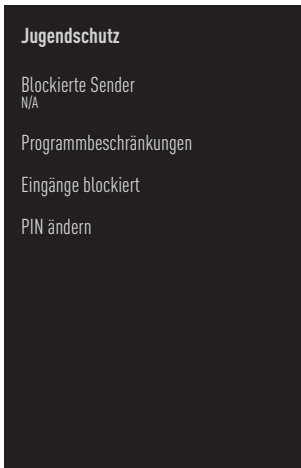 Jugendschutz
Blockierte Sender
N/A
Programmbeschränkungen
Eingänge blockiert
PIN ändern